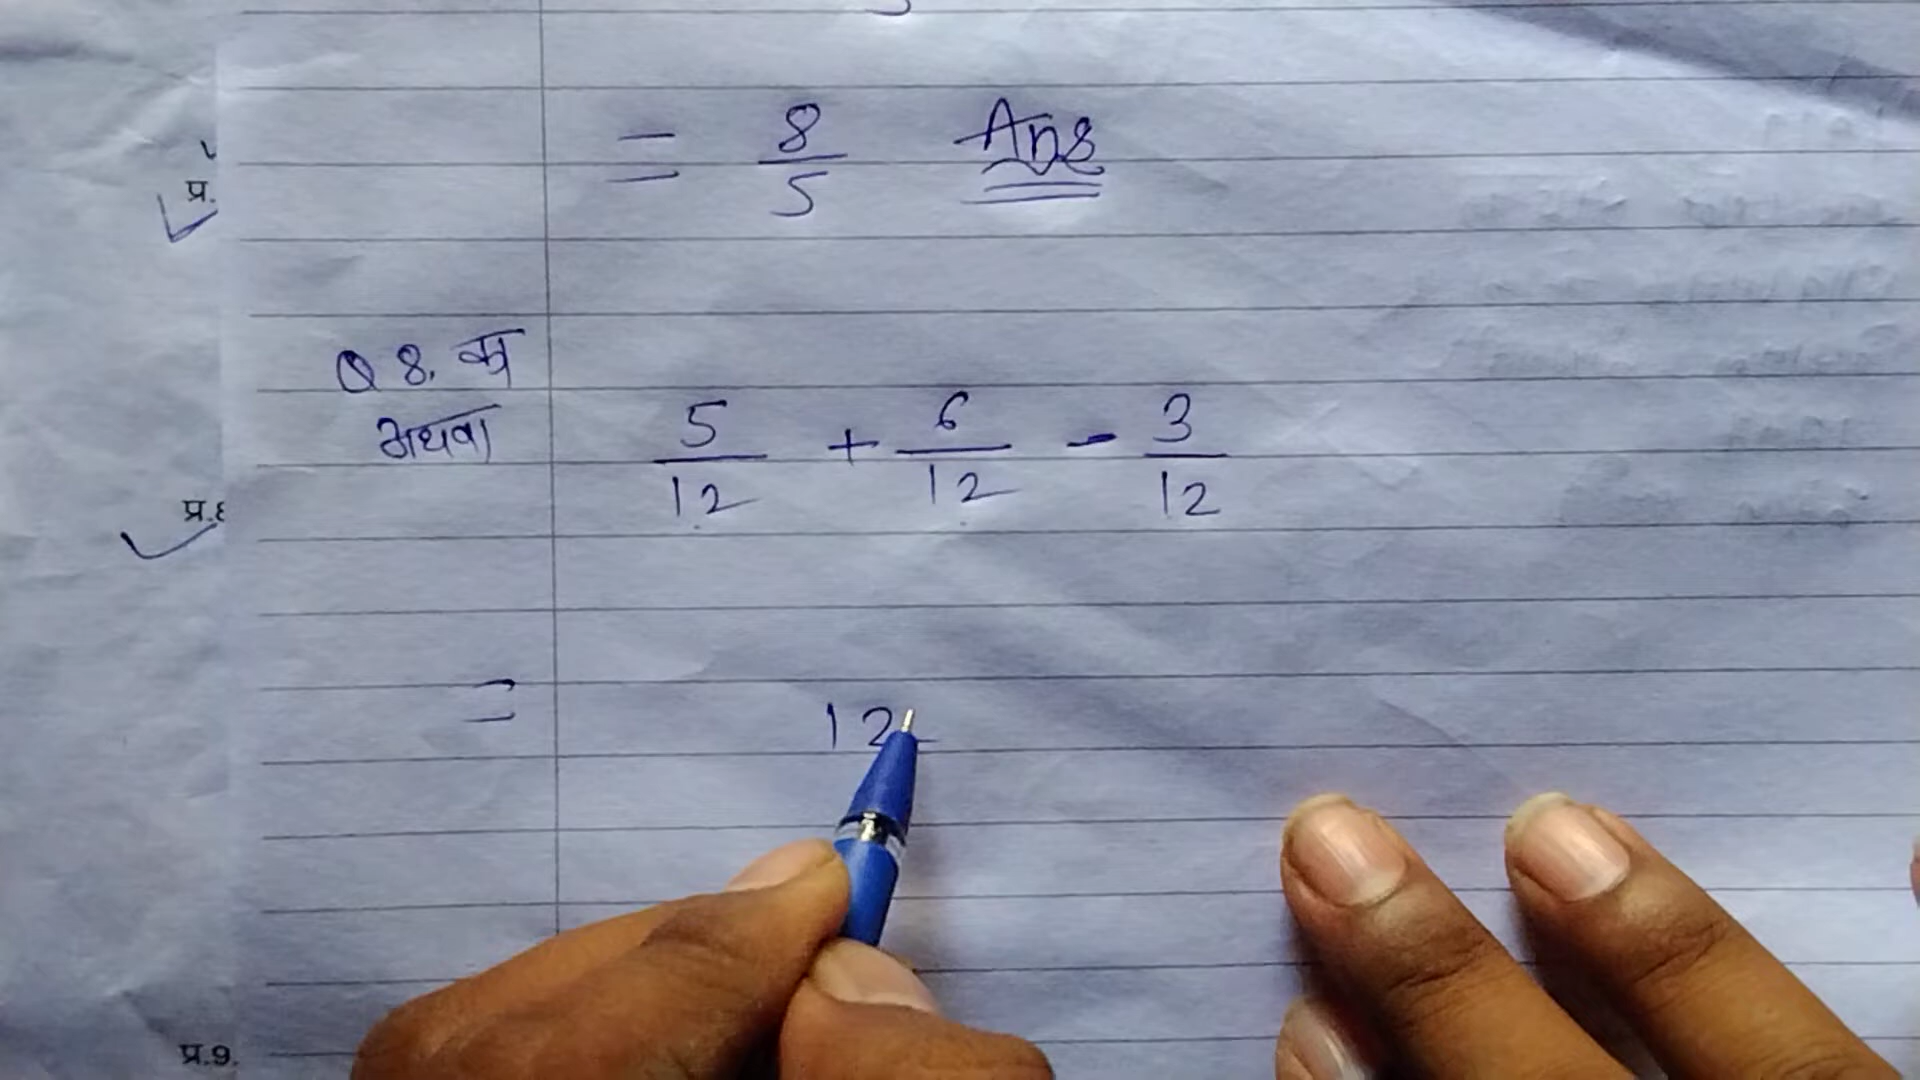 = 8/5 Ans
प्र.
Q 8. का
अथवा 5/12 + 6/12 - 3/12
प्र.8
= 12
प्र.9.